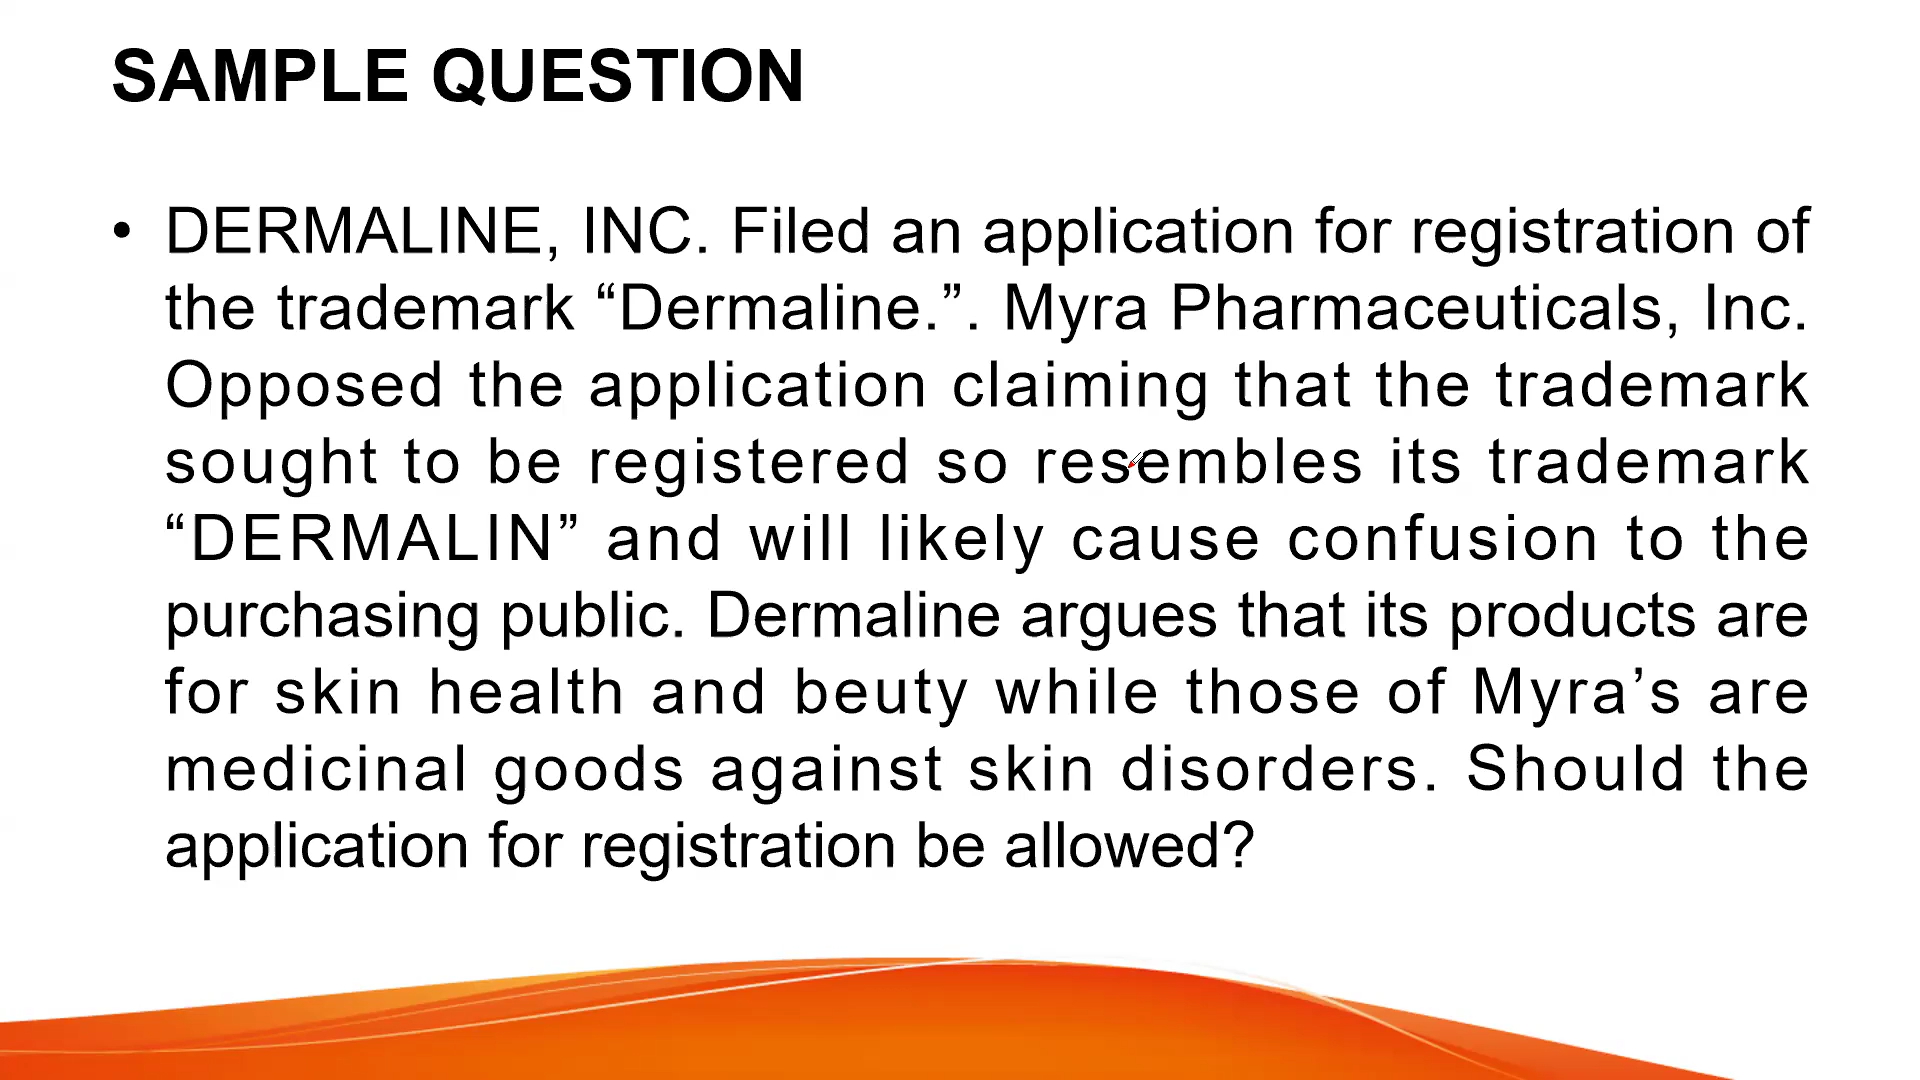 SAMPLE QUESTION
• DERMALINE, INC. Filed an application for registration of
the trademark “Dermaline.”. Myra Pharmaceuticals, Inc.
Opposed the application claiming that the trademark
sought to be registered so resembles its trademark
“DERMALIN” and will likely cause confusion to the
purchasing public. Dermaline argues that its products are
for skin health and beuty while those of Myra’s are
medicinal goods against skin disorders. Should the
application for registration be allowed?